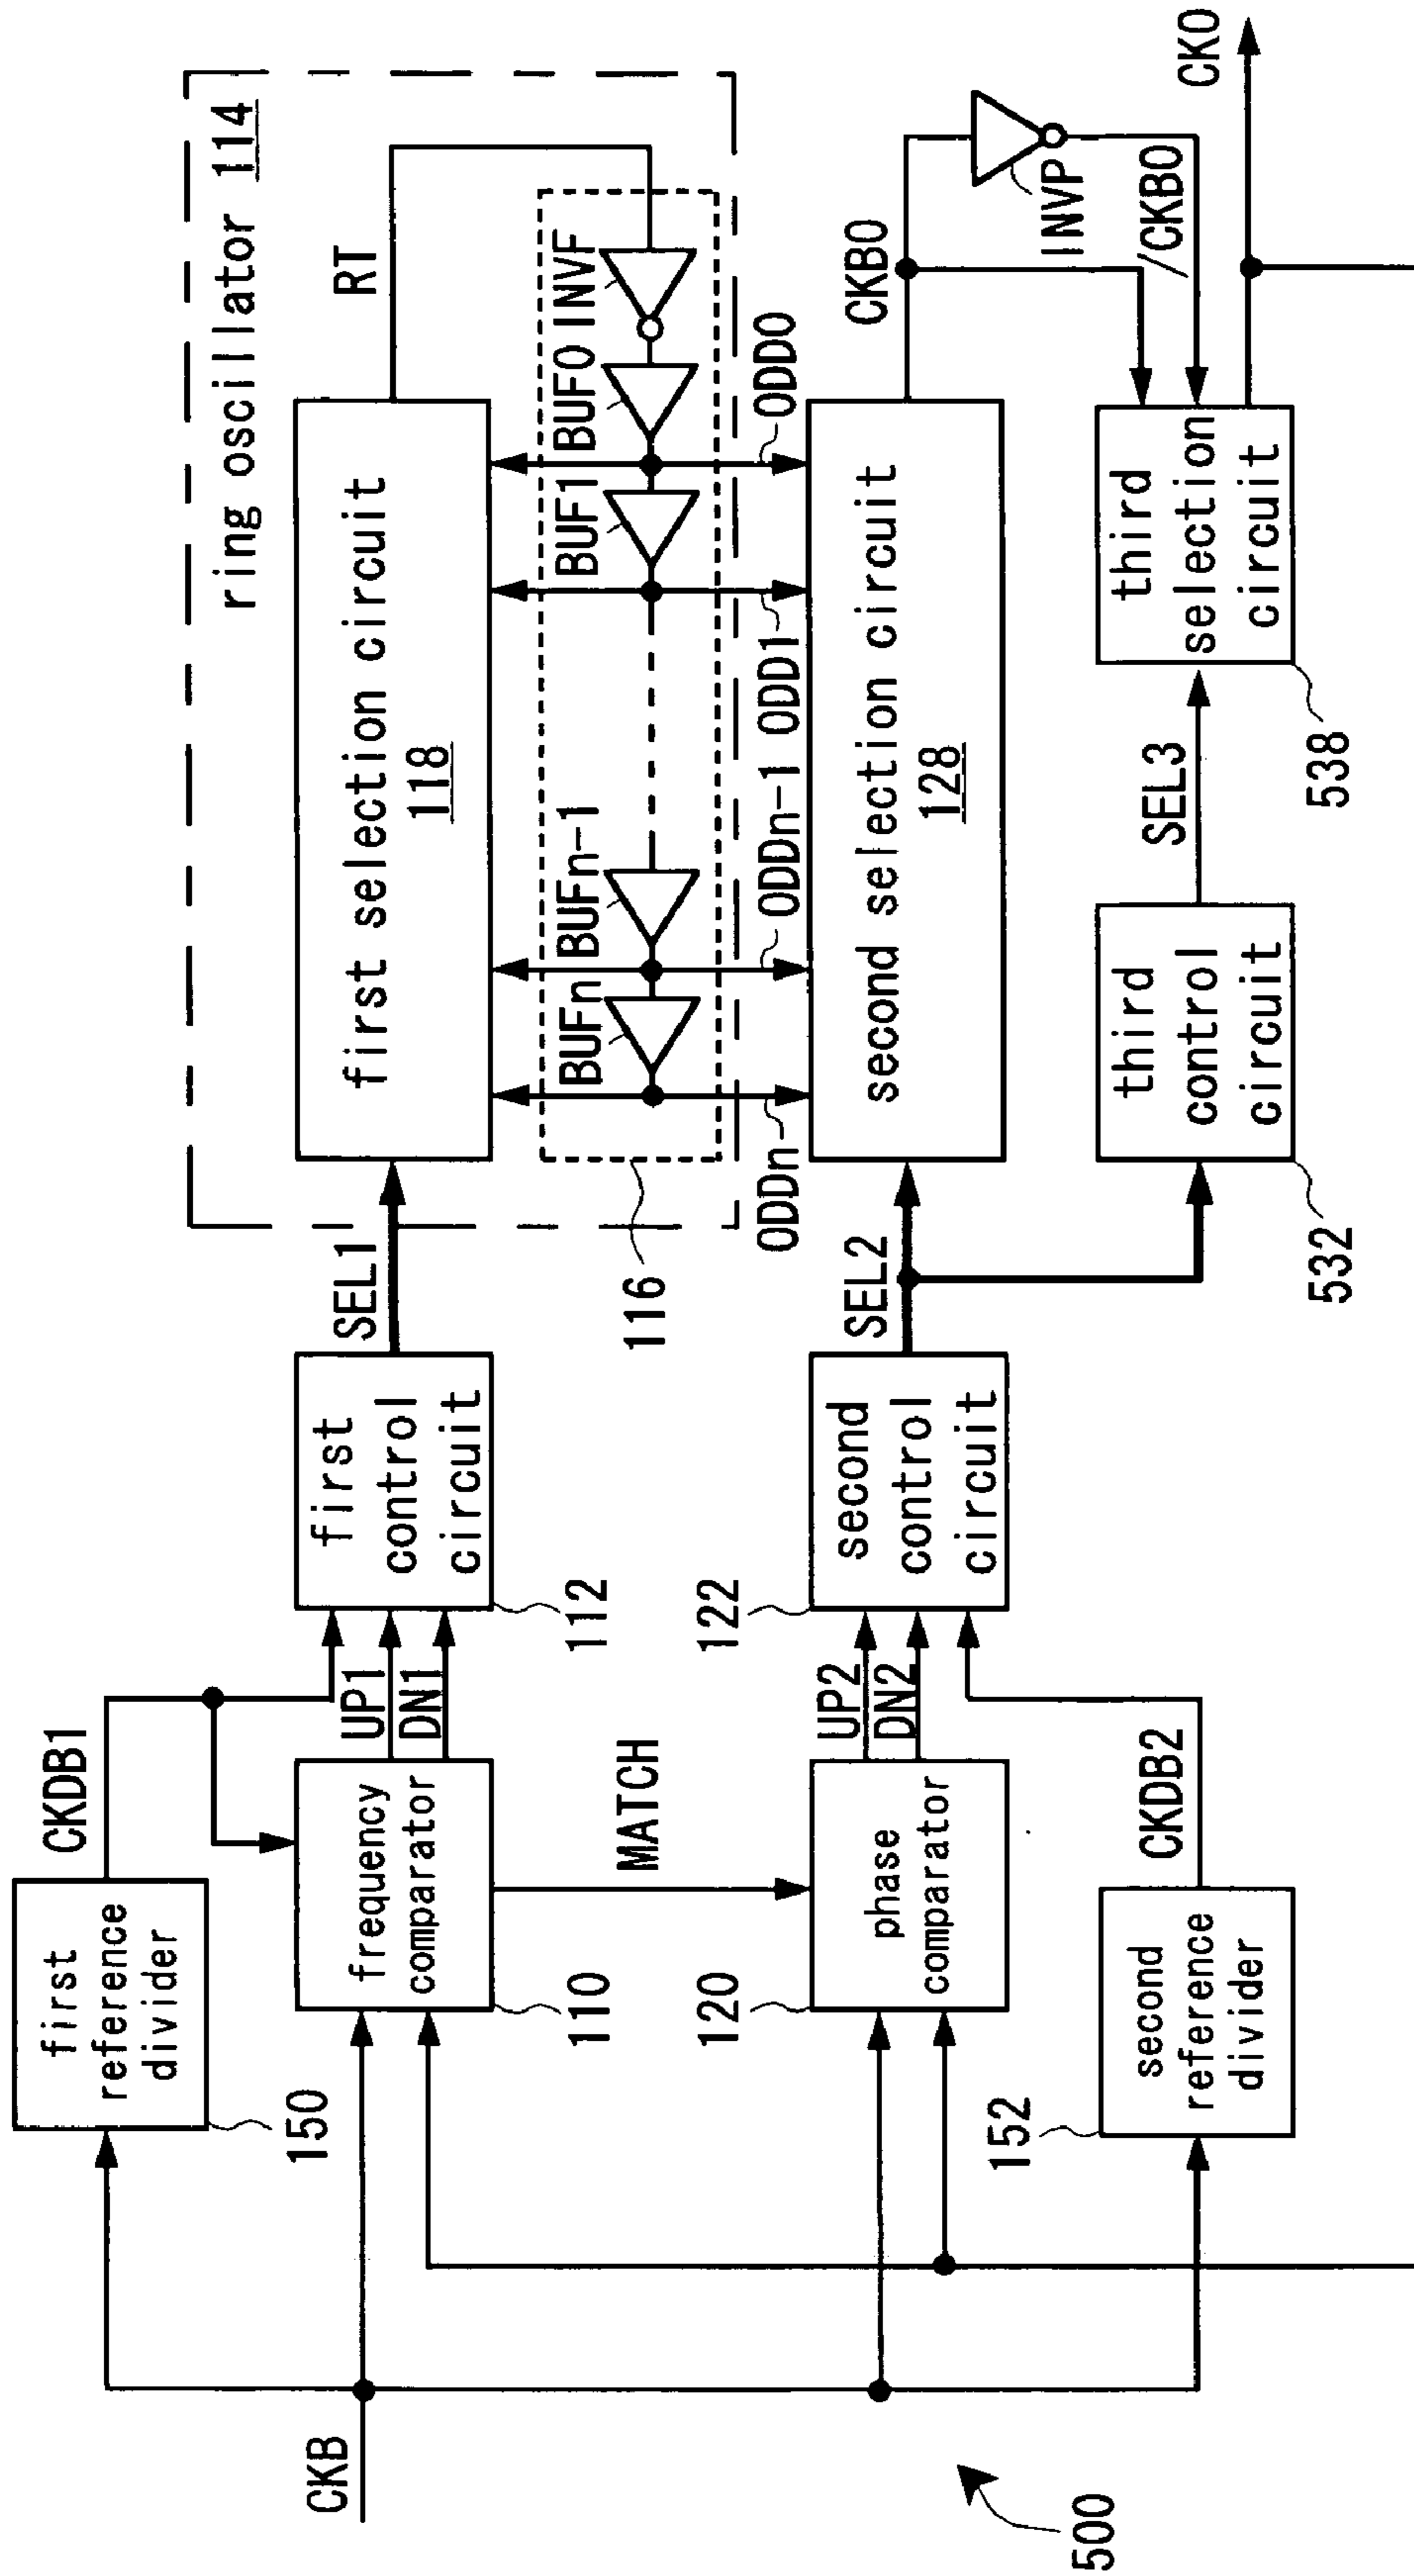 ring oscillator 114
CKDB1
first
reference
divider
150
RT
first selection circuit
118
SEL1
first
control
circuit
112
UP1
DN1
frequency
comparator
110
CKB
BUFn
BUFn-1
BUF1
BUF0
INVF
116
MATCH
ODDn
ODDn-1
ODD1
ODD0
phase
comparator
120
UP2
DN2
second
control
circuit
122
SEL2
second selection circuit
128
CKBO
INVP
/CKBO
CKDB2
second
reference
divider
152
third
control
circuit
532
SEL3
third
selection
circuit
538
CKO
500